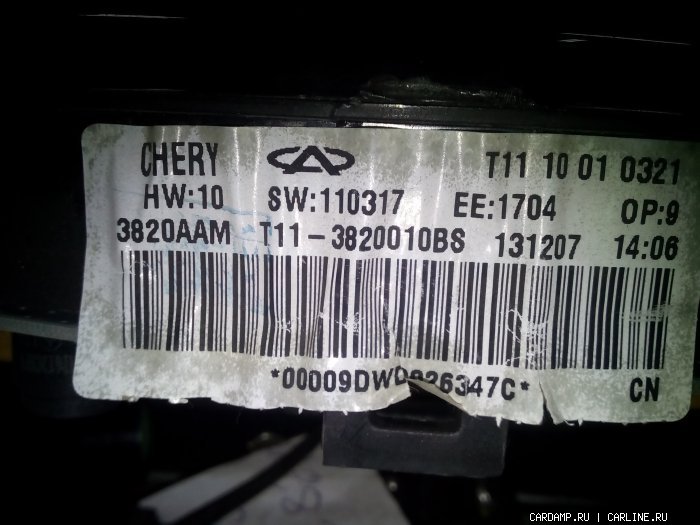 CHERY T11 10 01 0321
HW:10 SW:110317 EE:1704 OP:9
3820AAM T11-3820010BS 131207 14:06
CN
CARDAMP.RU | CARLINE.RU